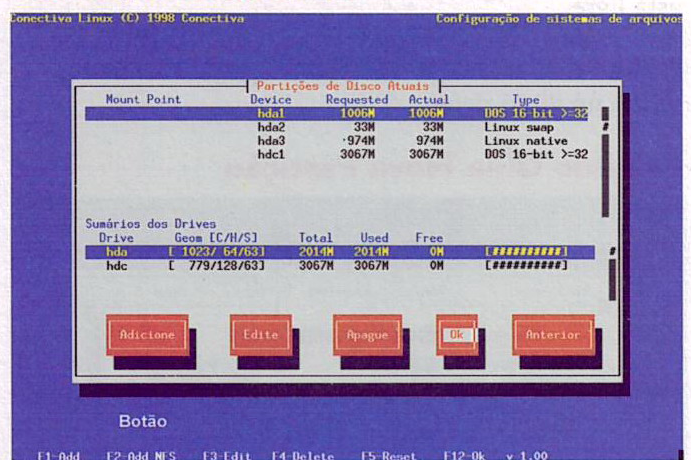 Conectiva Linux (C) 1998 Conectiva Configuração de sistemas de arquivos
Partições de Disco Atuais
Mount Point Device Requested Actual Type
hda1 1006M 1006M DOS 16-bit >=32
hda2 33M 33M Linux swap #
hda3 974M 974M Linux native
hdc1 3067M 3067M DOS 16-bit >=32
Sumários dos Drives
Drive Geom [C/H/S] Total Used Free
hda [ 1023/ 64/63] 2014M 2014M 0M [##########] #
hdc [ 779/128/63] 3067M 3067M 0M [##########]
Adicione Edite Apague Ok Anterior
Botão
F1-Add F2-Add NFS F3-Edit F4-Delete F5-Reset F12-Ok v 1.00